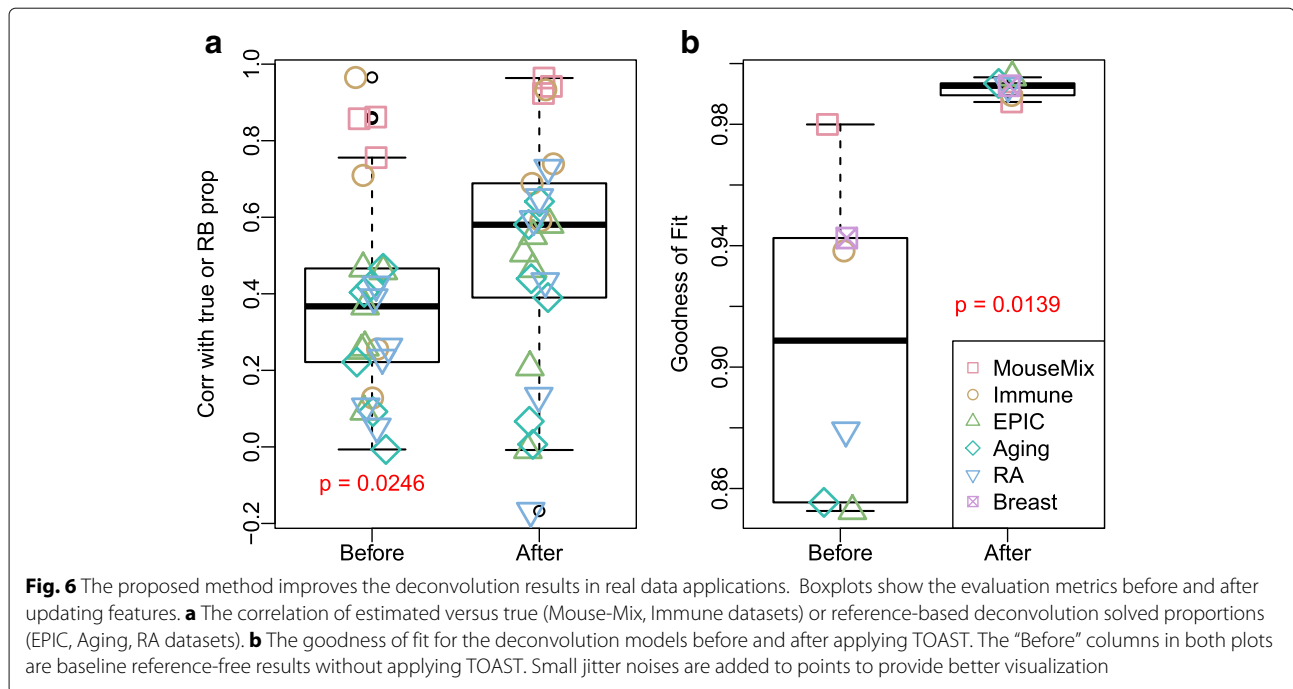 a
b
Corr with true or RB prop
1.0
0.8
0.6
0.4
0.2
0.0
−0.2
p = 0.0246
Before
After
Goodness of Fit
0.98
0.94
0.90
0.86
p = 0.0139
MouseMix
Immune
EPIC
Aging
RA
Breast
Before
After
Fig. 6 The proposed method improves the deconvolution results in real data applications. Boxplots show the evaluation metrics before and after
updating features. a The correlation of estimated versus true (Mouse-Mix, Immune datasets) or reference-based deconvolution solved proportions
(EPIC, Aging, RA datasets). b The goodness of fit for the deconvolution models before and after applying TOAST. The “Before” columns in both plots
are baseline reference-free results without applying TOAST. Small jitter noises are added to points to provide better visualization